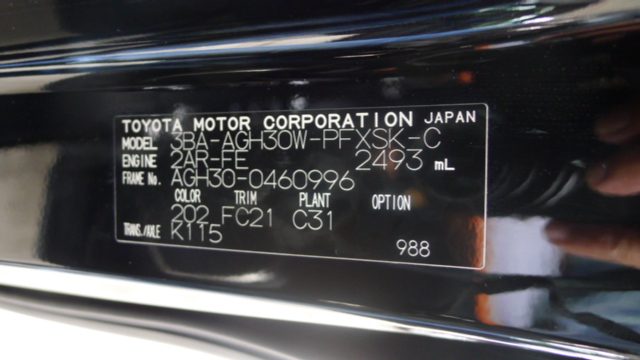 TOYOTA MOTOR CORPORATION JAPAN
MODEL 3BA-AGH30W-PFXSK-C
ENGINE 2AR-FE 2493 mL
FRAME No. AGH30-0460996
COLOR TRIM PLANT OPTION
202 FC21 C31
TRANS./AXLE K115
988